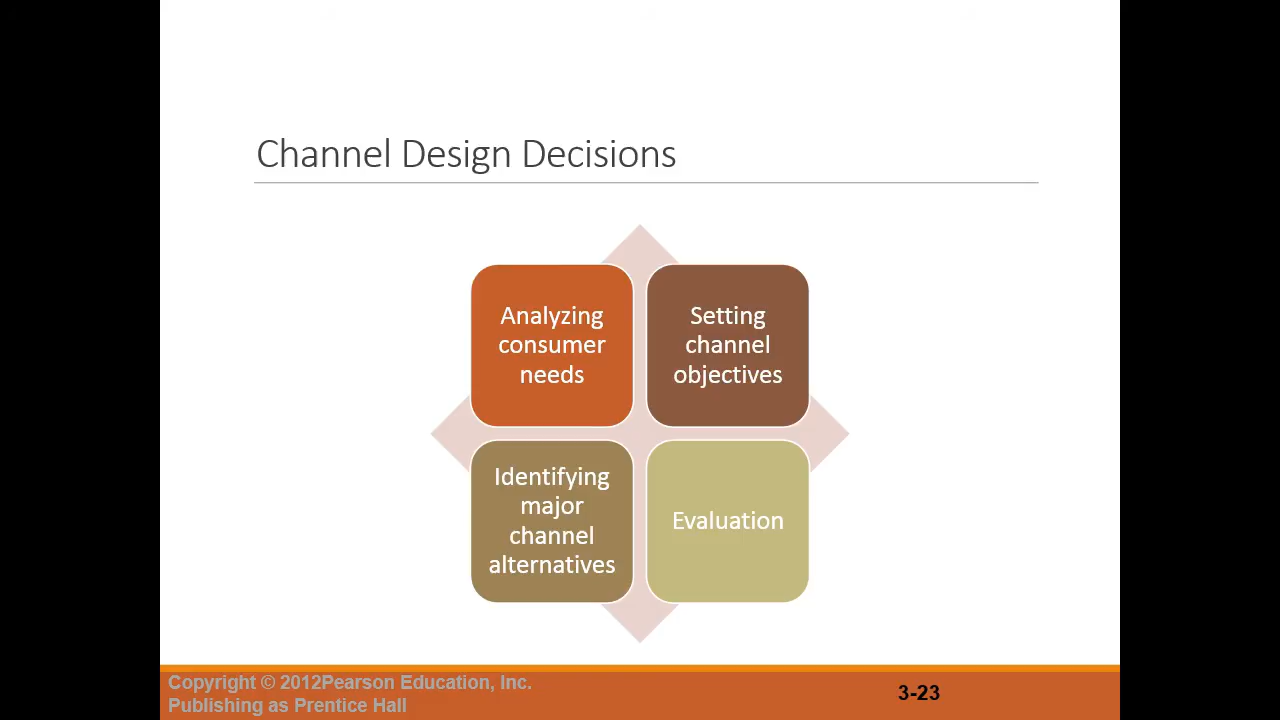 Channel Design Decisions
Analyzing
consumer
needs
Setting
channel
objectives
Identifying
major
channel
alternatives
Evaluation
Copyright © 2012Pearson Education, Inc.
Publishing as Prentice Hall
3-23